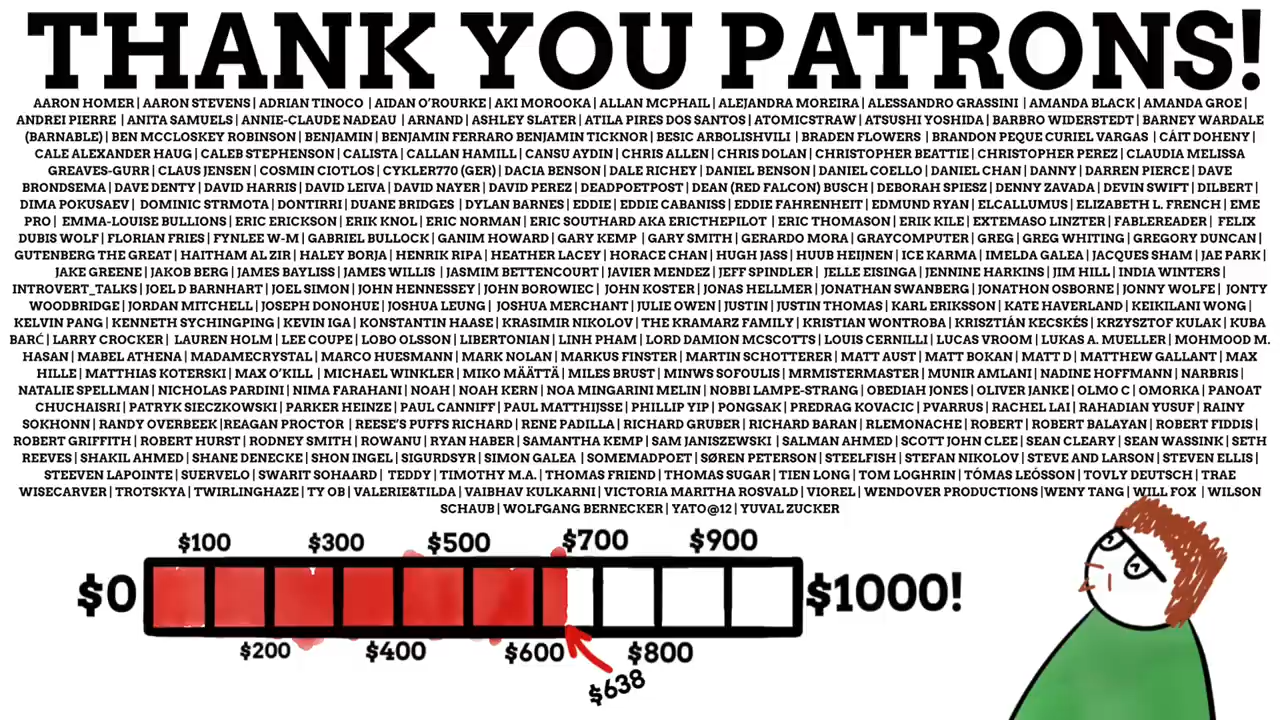 THANK YOU PATRONS!
AARON HOMER | AARON STEVENS | ADRIAN TINOCO | AIDAN O'ROURKE | AKI MOROOKA | ALLAN MCPHAIL | ALEJANDRA MOREIRA | ALESSANDRO GRASSINI | AMANDA BLACK | AMANDA GROE |
ANDREI PIERRE | ANITA SAMUELS | ANNIE-CLAUDE NADEAU | ARNAND | ASHLEY SLATER | ATILA PIRES DOS SANTOS | ATOMICSTRAW | ATSUSHI YOSHIDA | BARBRO WIDERSTEDT | BARNEY WARDALE
(BARNABLE) | BEN MCCLOSKEY ROBINSON | BENJAMIN | BENJAMIN FERRARO BENJAMIN TICKNOR | BESIC ARBOLISHVILI | BRADEN FLOWERS | BRANDON PEQUE CURIEL VARGAS | CÁIT DOHENY |
CALE ALEXANDER HAUG | CALEB STEPHENSON | CALISTA | CALLAN HAMILL | CANSU AYDIN | CHRIS ALLEN | CHRIS DOLAN | CHRISTOPHER BEATTIE | CHRISTOPHER PEREZ | CLAUDIA MELISSA
GREAVES-GURR | CLAUS JENSEN | COSMIN CIOTLOS | CYKLER770 (GER) | DACIA BENSON | DALE RICHEY | DANIEL BENSON | DANIEL COELLO | DANIEL CHAN | DANNY | DARREN PIERCE | DAVE
BRONDSEMA | DAVE DENTY | DAVID HARRIS | DAVID LEIVA | DAVID NAYER | DAVID PEREZ | DEADPOETPOST | DEAN (RED FALCON) BUSCH | DEBORAH SPIESZ | DENNY ZAVADA | DEVIN SWIFT | DILBERT |
DIMA POKUSAEV | DOMINIC STRMOTA | DONTIRRI | DUANE BRIDGES | DYLAN BARNES | EDDIE | EDDIE CABANISS | EDDIE FAHRENHEIT | EDMUND RYAN | ELCALLUMUS | ELIZABETH L. FRENCH | EME
PRO | EMMA-LOUISE BULLIONS | ERIC ERICKSON | ERIK KNOL | ERIC NORMAN | ERIC SOUTHARD AKA ERICTHEPILOT | ERIC THOMASON | ERIK KILE | EXTEMASO LINZTER | FABLEREADER | FELIX
DUBIS WOLF | FLORIAN FRIES | FYNLEE W-M | GABRIEL BULLOCK | GANIM HOWARD | GARY KEMP | GARY SMITH | GERARDO MORA | GRAYCOMPUTER | GREG | GREG WHITING | GREGORY DUNCAN |
GUTENBERG THE GREAT | HAITHAM AL ZIR | HALEY BORJA | HENRIK RIPA | HEATHER LACEY | HORACE CHAN | HUGH JASS | HUUB HEIJNEN | ICE KARMA | IMELDA GALEA | JACQUES SHAM | JAE PARK |
JAKE GREENE | JAKOB BERG | JAMES BAYLISS | JAMES WILLIS | JASMIM BETTENCOURT | JAVIER MENDEZ | JEFF SPINDLER | JELLE EISINGA | JENNINE HARKINS | JIM HILL | INDIA WINTERS |
INTROVERT_TALKS | JOEL D BARNHART | JOEL SIMON | JOHN HENNESSEY | JOHN BOROWIEC | JOHN KOSTER | JONAS HELLMER | JONATHAN SWANBERG | JONATHON OSBORNE | JONNY WOLFE | JONTY
WOODBRIDGE | JORDAN MITCHELL | JOSEPH DONOHUE | JOSHUA LEUNG | JOSHUA MERCHANT | JULIE OWEN | JUSTIN | JUSTIN THOMAS | KARL ERIKSSON | KATE HAVERLAND | KEIKILANI WONG |
KELVIN PANG | KENNETH SYCHINGPING | KEVIN IGA | KONSTANTIN HAASE | KRASIMIR NIKOLOV | THE KRAMARZ FAMILY | KRISTIAN WONTROBA | KRISZTIÁN KECSKÉS | KRZYSZTOF KULAK | KUBA
BARĆ | LARRY CROCKER | LAUREN HOLM | LEE COUPE | LOBO OLSSON | LIBERTONIAN | LINH PHAM | LORD DAMION MCSCOTTS | LOUIS CERNILLI | LUCAS VROOM | LUKAS A. MUELLER | MOHMOOD M.
HASAN | MABEL ATHENA | MADAMECRYSTAL | MARCO HUESMANN | MARK NOLAN | MARKUS FINSTER | MARTIN SCHOTTERER | MATT AUST | MATT BOKAN | MATT D | MATTHEW GALLANT | MAX
HILLE | MATTHIAS KOTERSKI | MAX O'KILL | MICHAEL WINKLER | MIKO MÄÄTTÄ | MILES BRUST | MINWS SOFOULIS | MRMISTERMASTER | MUNIR AMLANI | NADINE HOFFMANN | NARBRIS |
NATALIE SPELLMAN | NICHOLAS PARDINI | NIMA FARAHANI | NOAH | NOAH KERN | NOA MINGARINI MELIN | NOBBI LAMPE-STRANG | OBEDIAH JONES | OLIVER JANKE | OLMO C | OMORKA | PANOAT
CHUCHAISRI | PATRYK SIECZKOWSKI | PARKER HEINZE | PAUL CANNIFF | PAUL MATTHIJSSE | PHILLIP YIP | PONGSAK | PREDRAG KOVACIC | PVARRUS | RACHEL LAI | RAHADIAN YUSUF | RAINY
SOKHONN | RANDY OVERBEEK |REAGAN PROCTOR | REESE'S PUFFS RICHARD | RENE PADILLA | RICHARD GRUBER | RICHARD BARAN | RLEMONACHE | ROBERT | ROBERT BALAYAN | ROBERT FIDDIS |
ROBERT GRIFFITH | ROBERT HURST | RODNEY SMITH | ROWANU | RYAN HABER | SAMANTHA KEMP | SAM JANISZEWSKI | SALMAN AHMED | SCOTT JOHN CLEE | SEAN CLEARY | SEAN WASSINK | SETH
REEVES | SHAKIL AHMED | SHANE DENECKE | SHON INGEL | SIGURDSYR | SIMON GALEA | SOMEMADPOET | SØREN PETERSON | STEELFISH | STEFAN NIKOLOV | STEVE AND LARSON | STEVEN ELLIS |
STEEVEN LAPOINTE | SUERVELO | SWARIT SOHAARD | TEDDY | TIMOTHY M.A. | THOMAS FRIEND | THOMAS SUGAR | TIEN LONG | TOM LOGHRIN | TÓMAS LEÓSSON | TOVLY DEUTSCH | TRAE
WISECARVER | TROTSKYA | TWIRLINGHAZE | TY OB | VALERIE&TILDA | VAIBHAV KULKARNI | VICTORIA MARITHA ROSVALD | VIOREL | WENDOVER PRODUCTIONS |WENY TANG | WILL FOX | WILSON
SCHAUB | WOLFGANG BERNECKER | YATO@12 | YUVAL ZUCKER
$100 $300 $500 $700 $900
$0 $1000!
$200 $400 $600 $800
$638